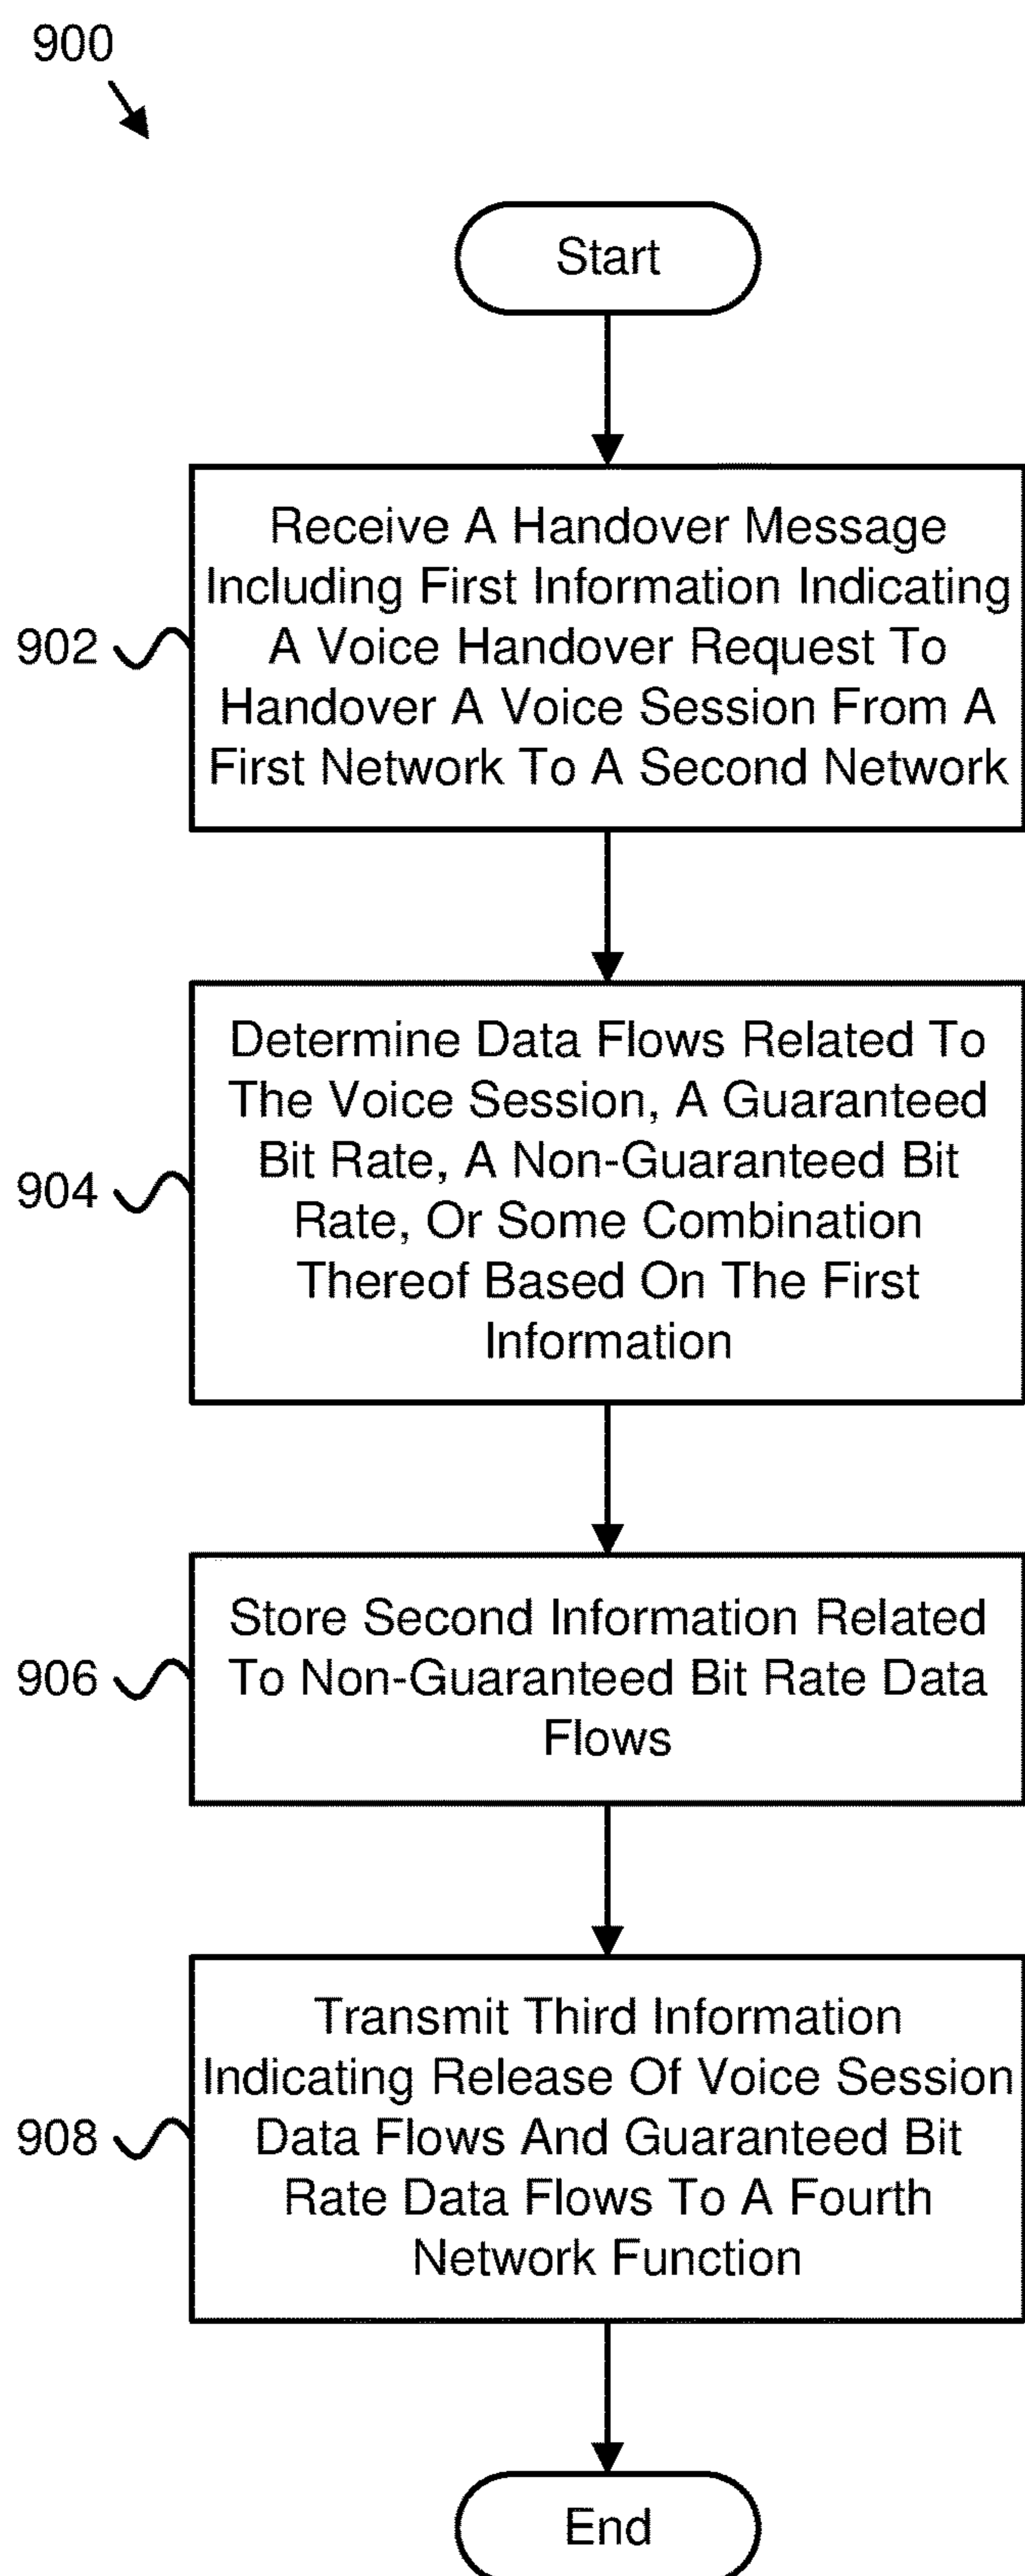 900
Start
Receive A Handover Message
Including First Information Indicating
A Voice Handover Request To
Handover A Voice Session From A
First Network To A Second Network
902
Determine Data Flows Related To
The Voice Session, A Guaranteed
Bit Rate, A Non-Guaranteed Bit
Rate, Or Some Combination
Thereof Based On The First
Information
904
Store Second Information Related
To Non-Guaranteed Bit Rate Data
Flows
906
Transmit Third Information
Indicating Release Of Voice Session
Data Flows And Guaranteed Bit
Rate Data Flows To A Fourth
Network Function
908
End